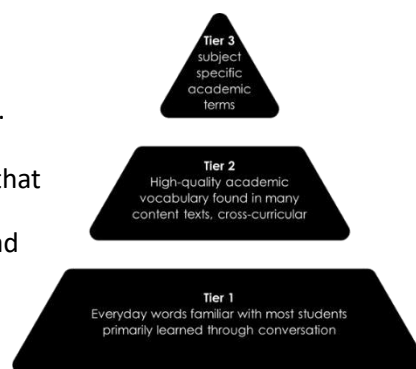 Tier 3
subject
specific
academic
terms
.
that
Tier 2
High-quality academic
vocabulary found in many
content texts, cross-curricular
Tier 1
Everyday words familiar with most students
primarily learned through conversation